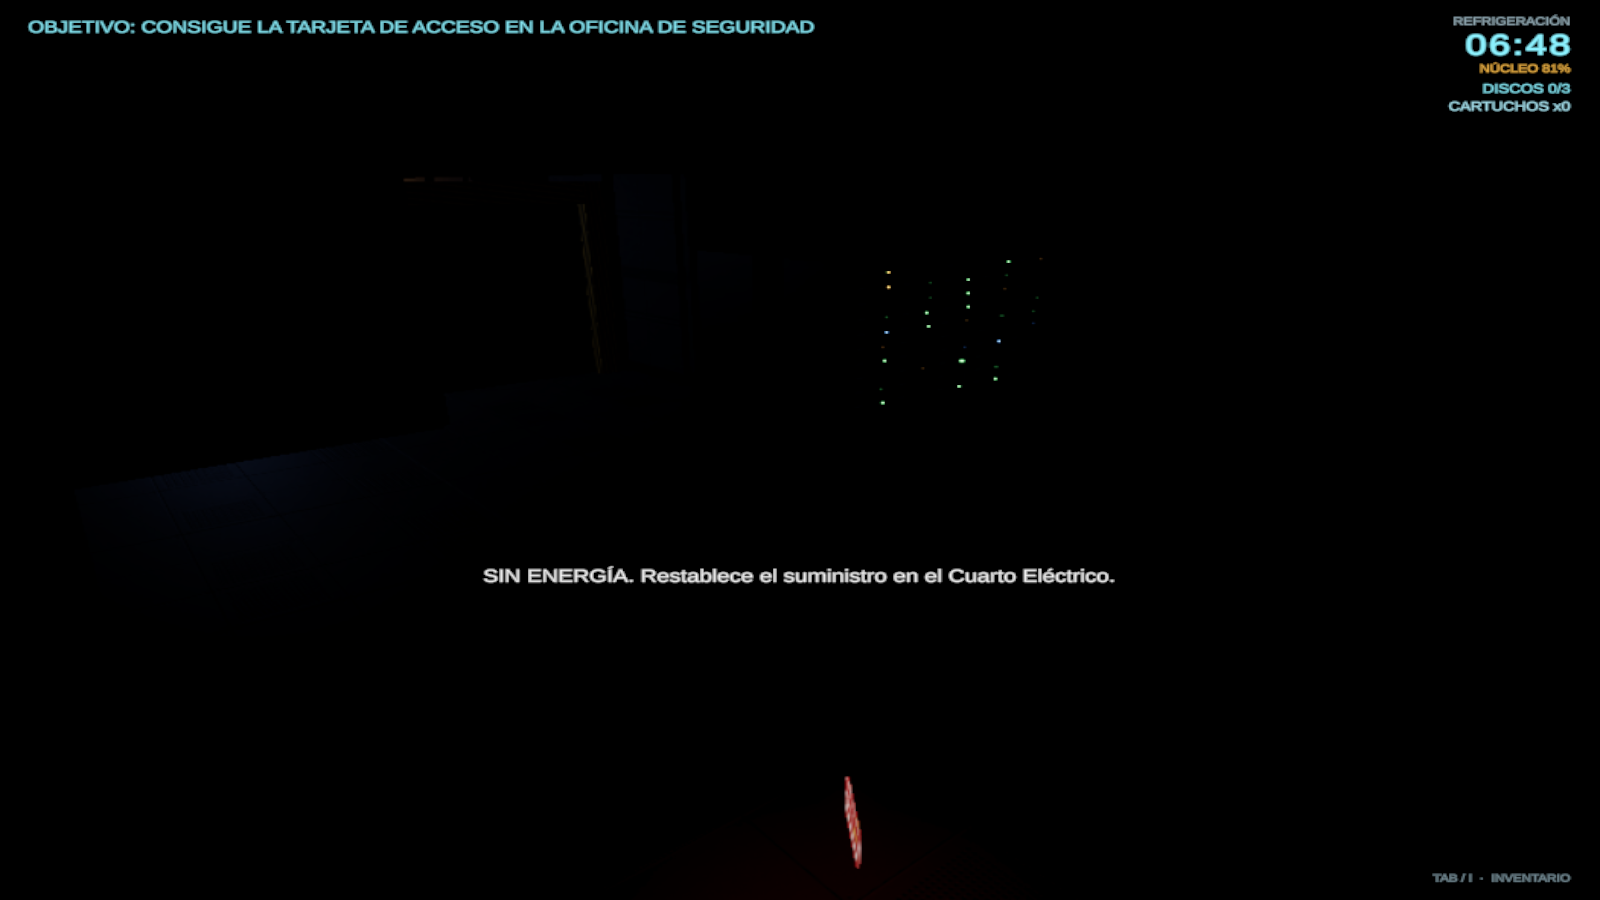 OBJETIVO: CONSIGUE LA TARJETA DE ACCESO EN LA OFICINA DE SEGURIDAD
REFRIGERACIÓN
06:48
NÚCLEO 81%
DISCOS 0/3
CARTUCHOS x0
SIN ENERGÍA. Restablece el suministro en el Cuarto Eléctrico.
TAB / I - INVENTARIO